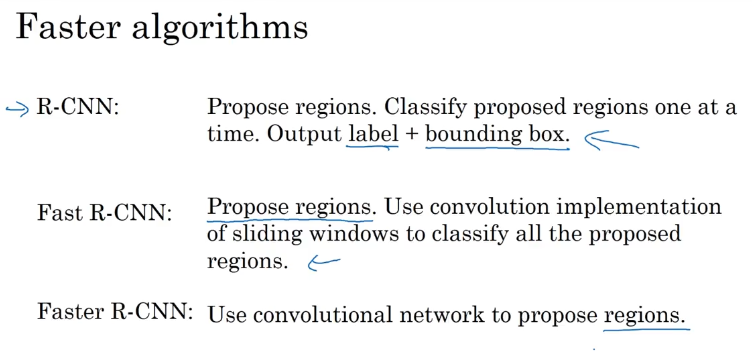 Faster algorithms
R-CNN: Propose regions. Classify proposed regions one at a
time. Output label + bounding box.
Fast R-CNN: Propose regions. Use convolution implementation
of sliding windows to classify all the proposed
regions.
Faster R-CNN: Use convolutional network to propose regions.